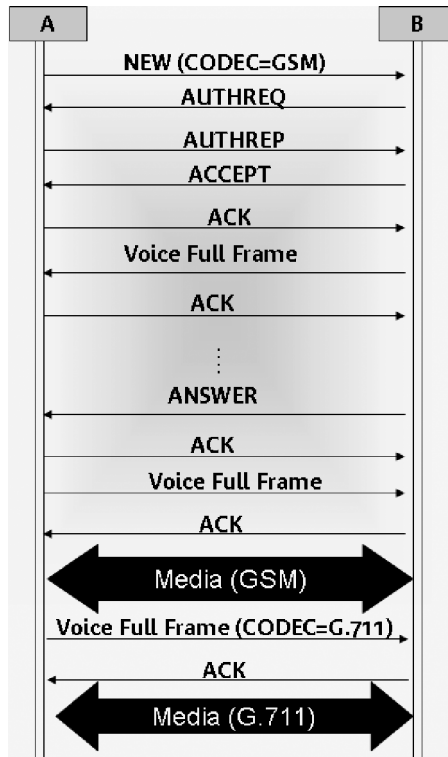 A B
NEW (CODEC=GSM)
AUTHREQ
AUTHREP
ACCEPT
ACK
Voice Full Frame
ACK
ANSWER
ACK
Voice Full Frame
ACK
Media (GSM)
Voice Full Frame (CODEC=G.711)
ACK
Media (G.711)